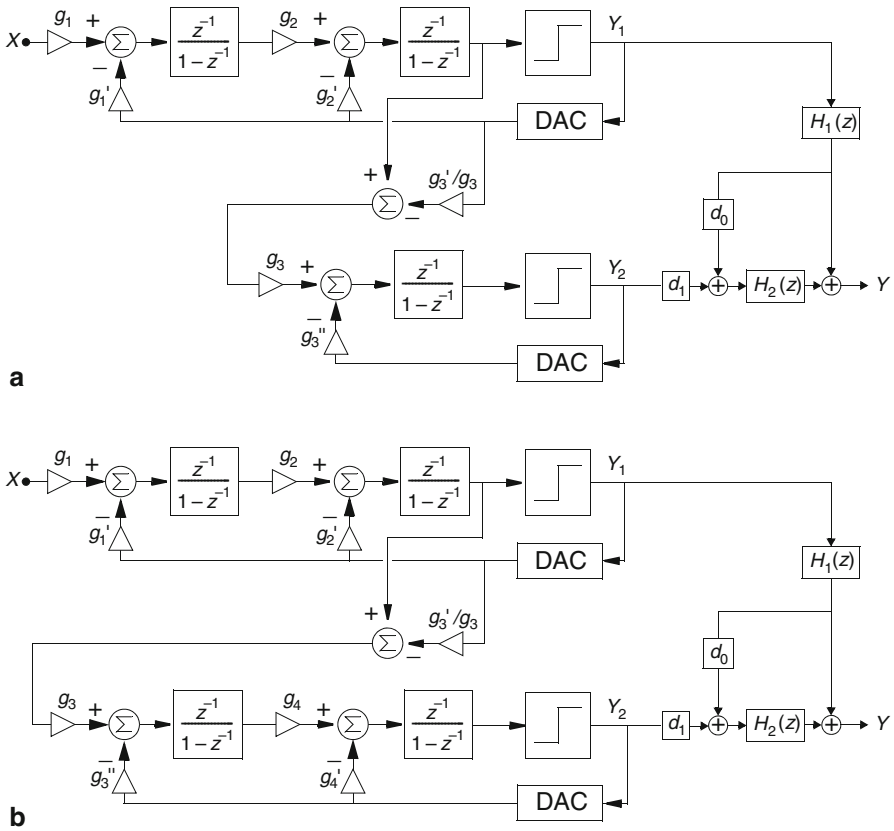 X g₁ + Σ z⁻¹ / 1 – z⁻¹ g₂ + Σ z⁻¹ / 1 – z⁻¹ Y₁
– g₁' – g₂' DAC H₁(z)
+ Σ – g₃'/g₃ d₀
g₃ + Σ z⁻¹ / 1 – z⁻¹ Y₂ d₁ + H₂(z) + Y
– g₃'' DAC
a
X g₁ + Σ z⁻¹ / 1 – z⁻¹ g₂ + Σ z⁻¹ / 1 – z⁻¹ Y₁
– g₁' – g₂' DAC H₁(z)
+ Σ – g₃'/g₃ d₀
g₃ + Σ z⁻¹ / 1 – z⁻¹ g₄ + Σ z⁻¹ / 1 – z⁻¹ Y₂ d₁ + H₂(z) + Y
– g₃'' – g₄' DAC
b